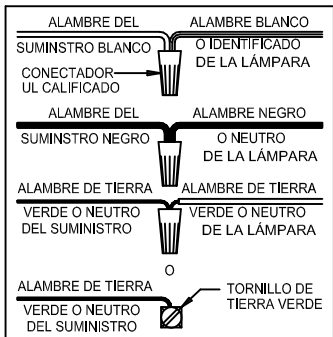 ALAMBRE DEL ALAMBRE BLANCO
SUMINSTRO BLANCO O IDENTIFICADO
DE LA LÁMPARA
CONECTADOR
UL CALIFICADO
ALAMBRE DEL ALAMBRE NEGRO
SUMINSTRO NEGRO O NEUTRO
DE LA LÁMPARA
ALAMBRE DE TIERRA ALAMBRE DE TIERRA
VERDE O NEUTRO VERDE O NEUTRO
DEL SUMINISTRO DE LA LÁMPARA
O
ALAMBRE DE TIERRA TORNILLO DE
TIERRA VERDE
VERDE O NEUTRO
DEL SUMINISTRO